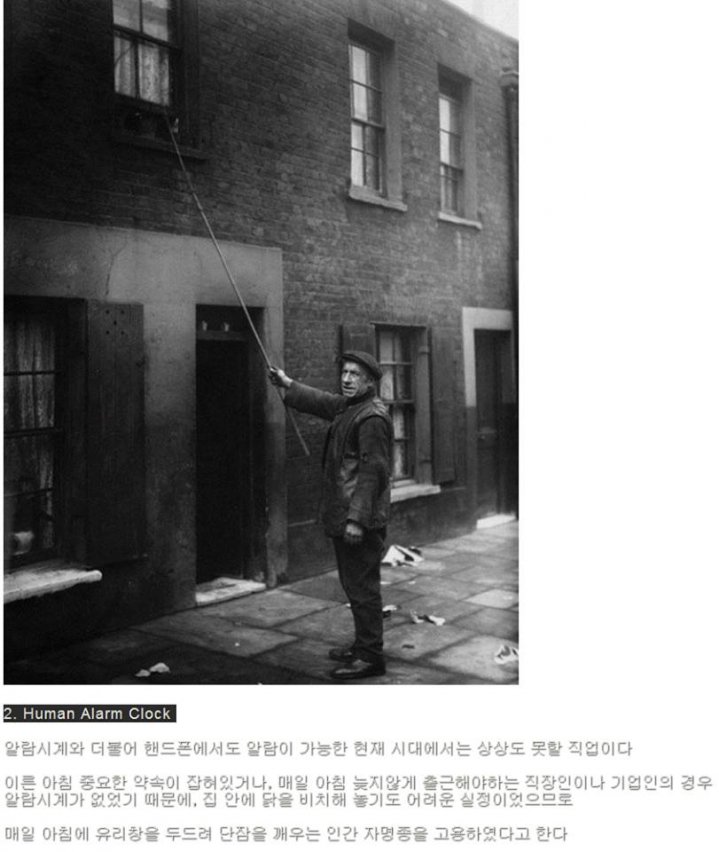 2. Human Alarm Clock
알람시계와 더불어 핸드폰에서도 알람이 가능한 현재 시대에서는 상상도 못할 직업이다
이른 아침 중요한 약속이 잡혀있거나, 매일 아침 늦지않게 출근해야하는 직장인이나 기업인의 경우
알람시계가 없었기 때문에, 집 안에 닭을 비치해 놓기도 어려운 실정이었으므로
매일 아침에 유리창을 두드려 단잠을 깨우는 인간 자명종을 고용하였다고 한다